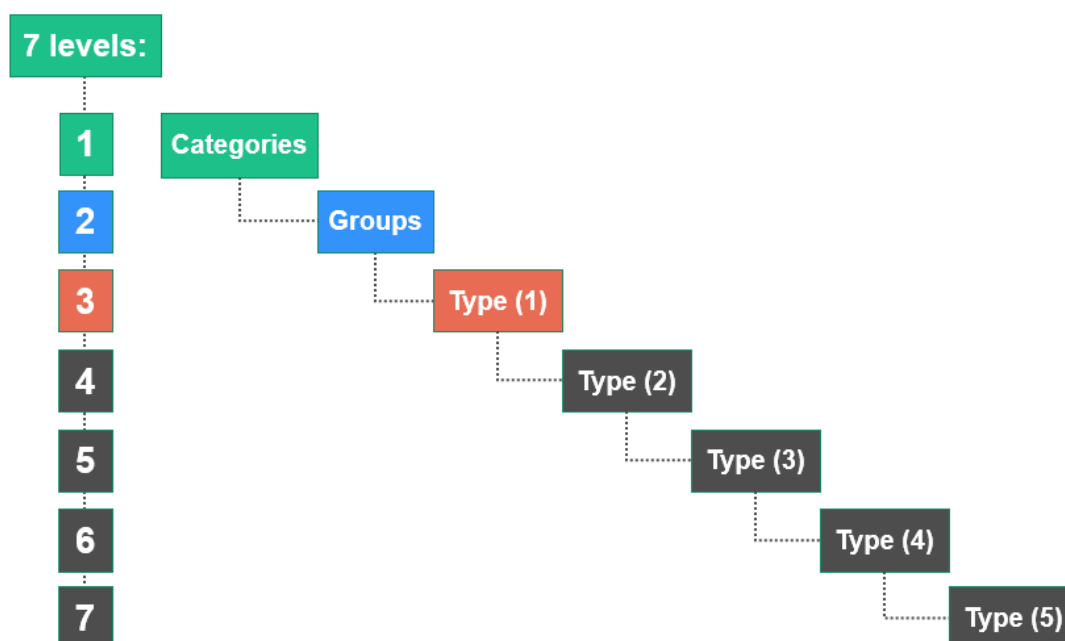 7 levels:
1
Categories
2
Groups
3
Type (1)
4
Type (2)
5
Type (3)
6
Type (4)
7
Type (5)